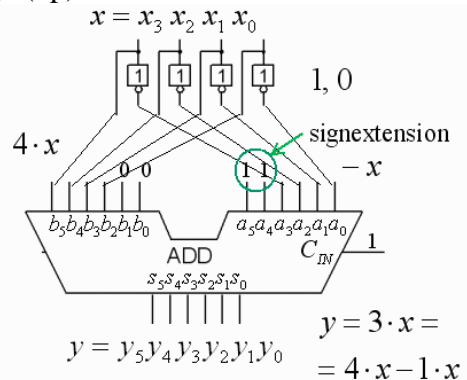 x = x₃ x₂ x₁ x₀
1 1 1 1
1, 0
signextension
4 · x
0 0
1 1
− x
b₅b₄b₃b₂b₁b₀
a₅a₄a₃a₂a₁a₀
ADD
C_IN
1
s₅s₄s₃s₂s₁s₀
y = 3 · x =
y = y₅y₄y₃y₂y₁y₀
= 4 · x − 1 · x